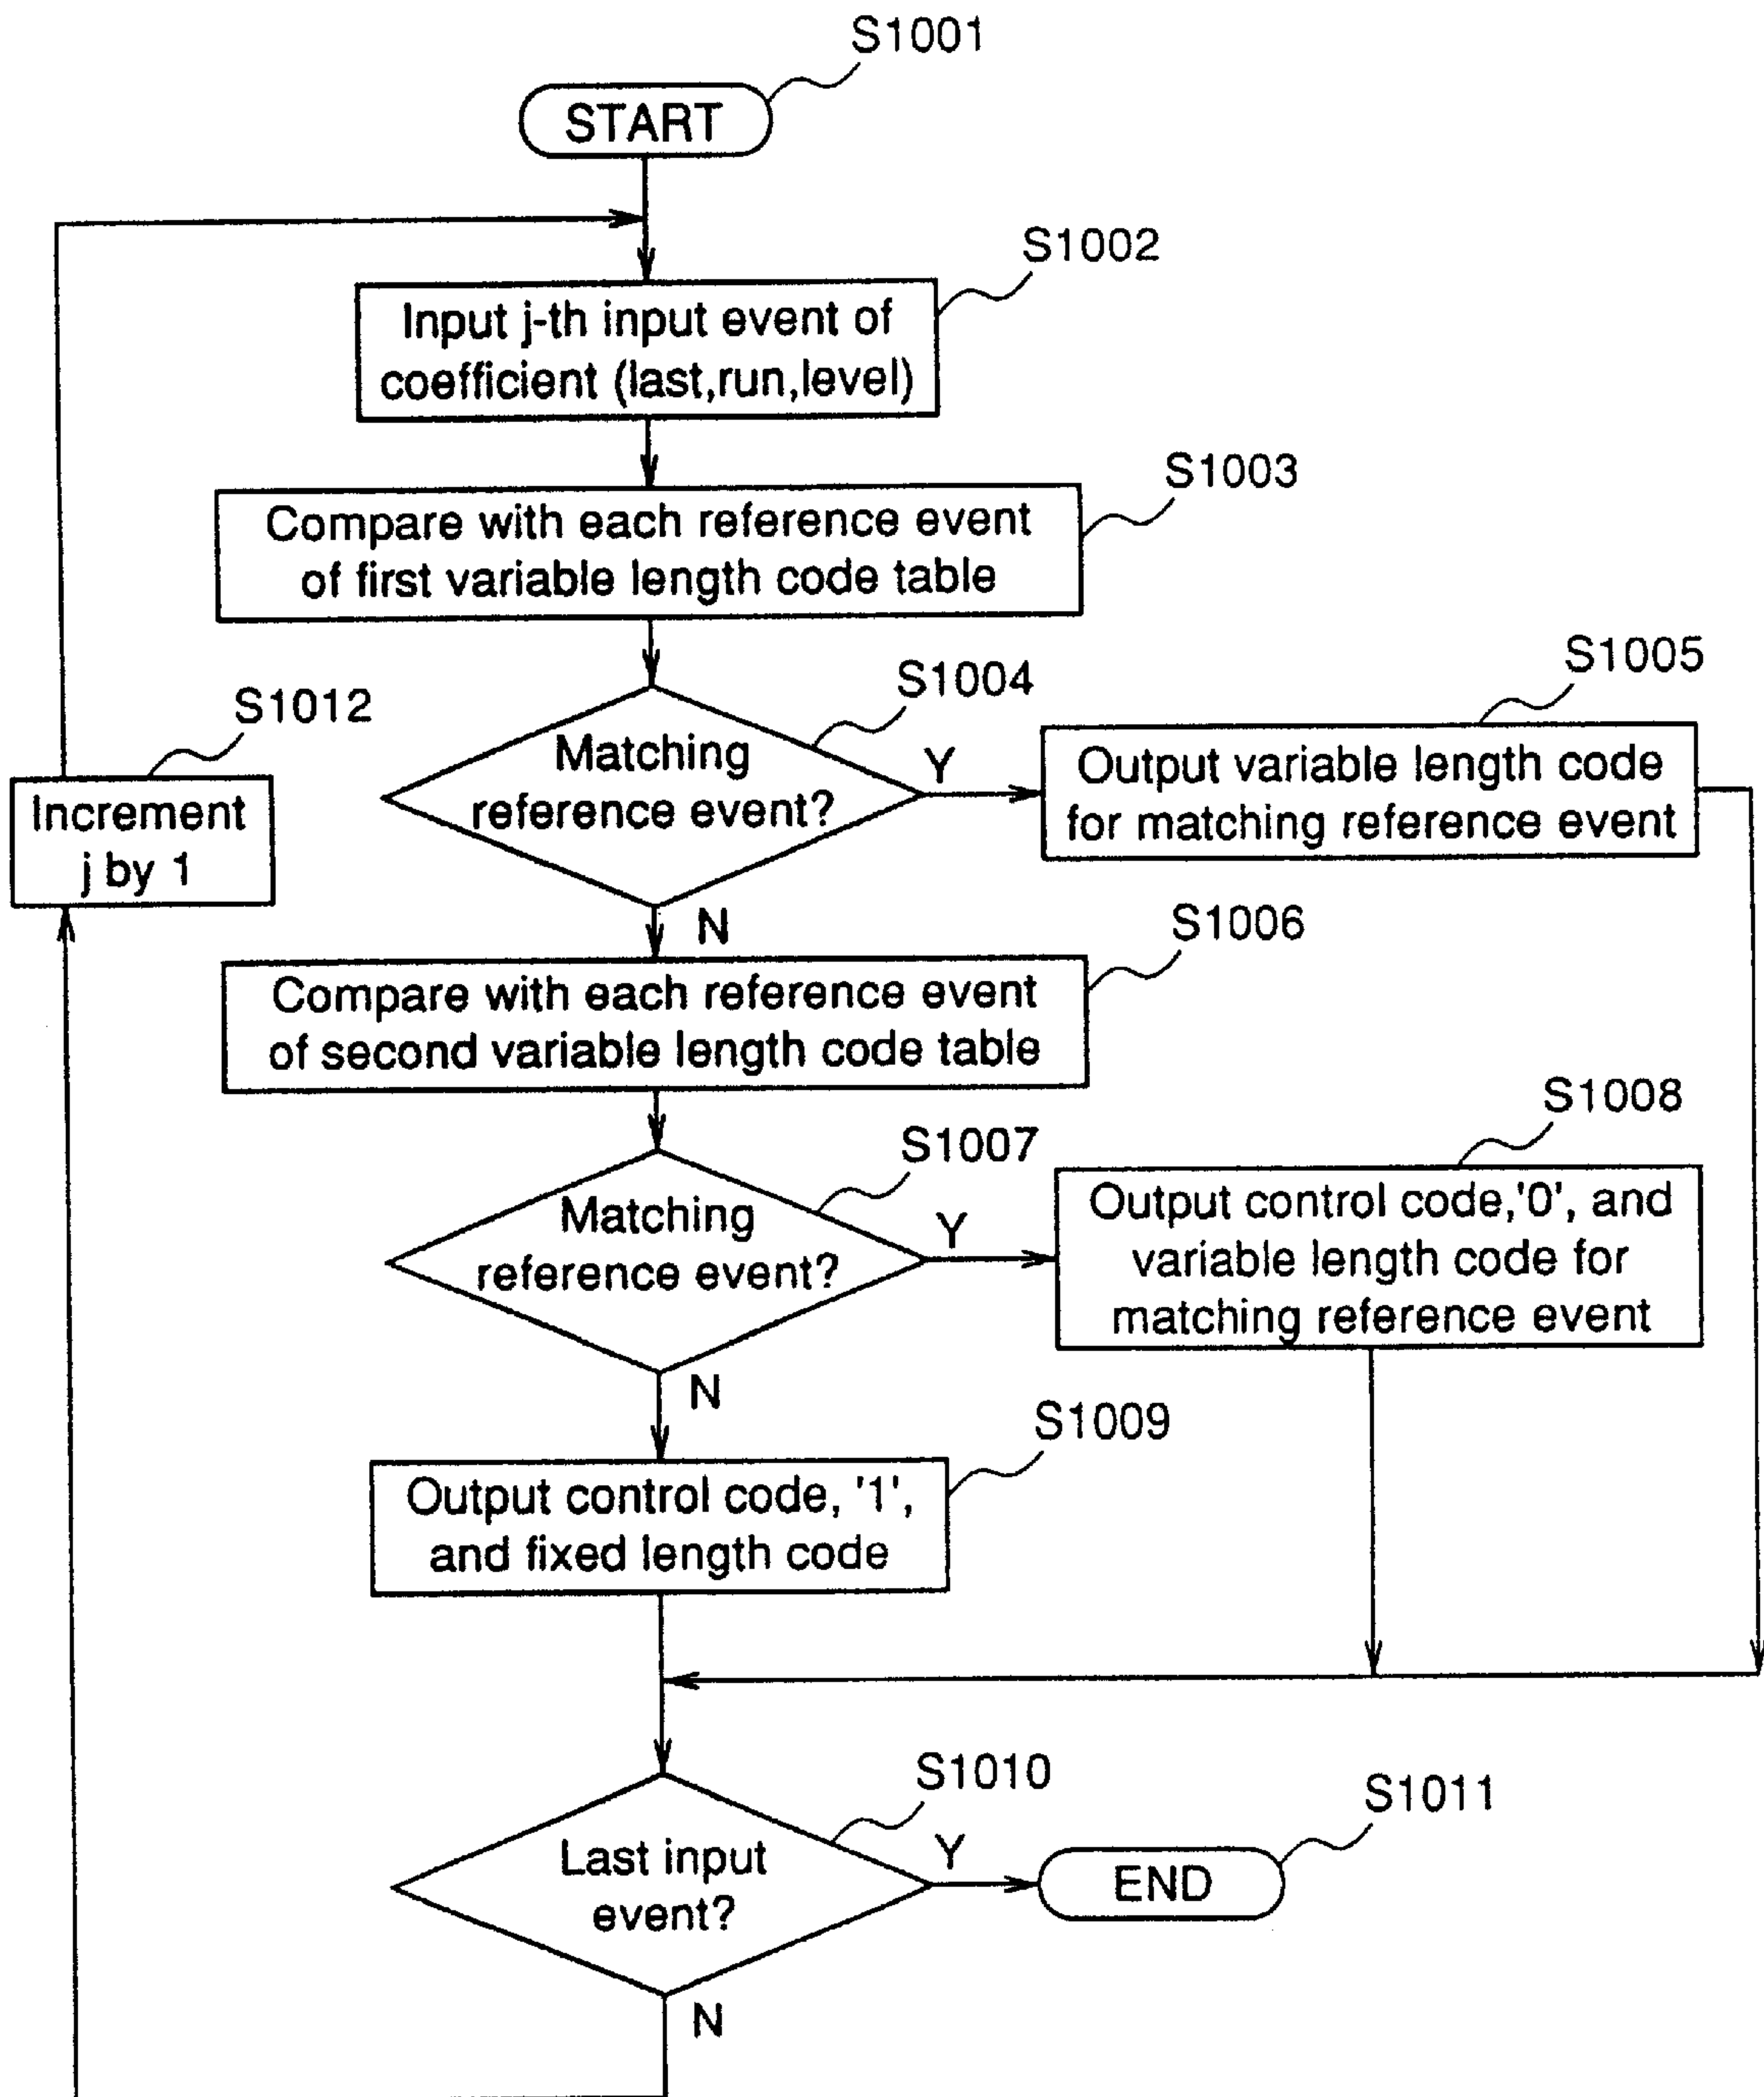 S1001
START
S1002
Input j-th input event of
coefficient (last,run,level)
S1003
Compare with each reference event
of first variable length code table
S1004
Matching
reference event?
Y
N
S1005
Output variable length code
for matching reference event
S1012
Increment
j by 1
S1006
Compare with each reference event
of second variable length code table
S1007
Matching
reference event?
Y
N
S1008
Output control code,'0', and
variable length code for
matching reference event
S1009
Output control code, '1',
and fixed length code
S1010
Last input
event?
Y
N
S1011
END